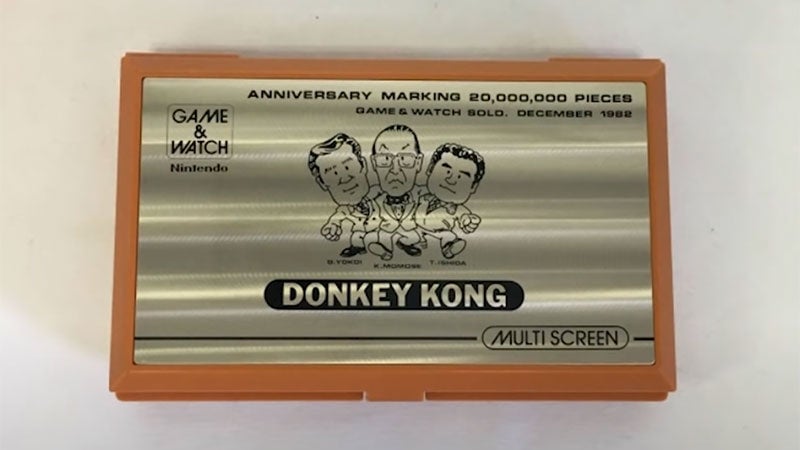 ANNIVERSARY MARKING 20,000,000 PIECES
GAME & WATCH SOLD. DECEMBER 1982
GAME
&
WATCH
Nintendo
G.YOKOI K.MOMOSE T.ISHIDA
DONKEY KONG
MULTI SCREEN